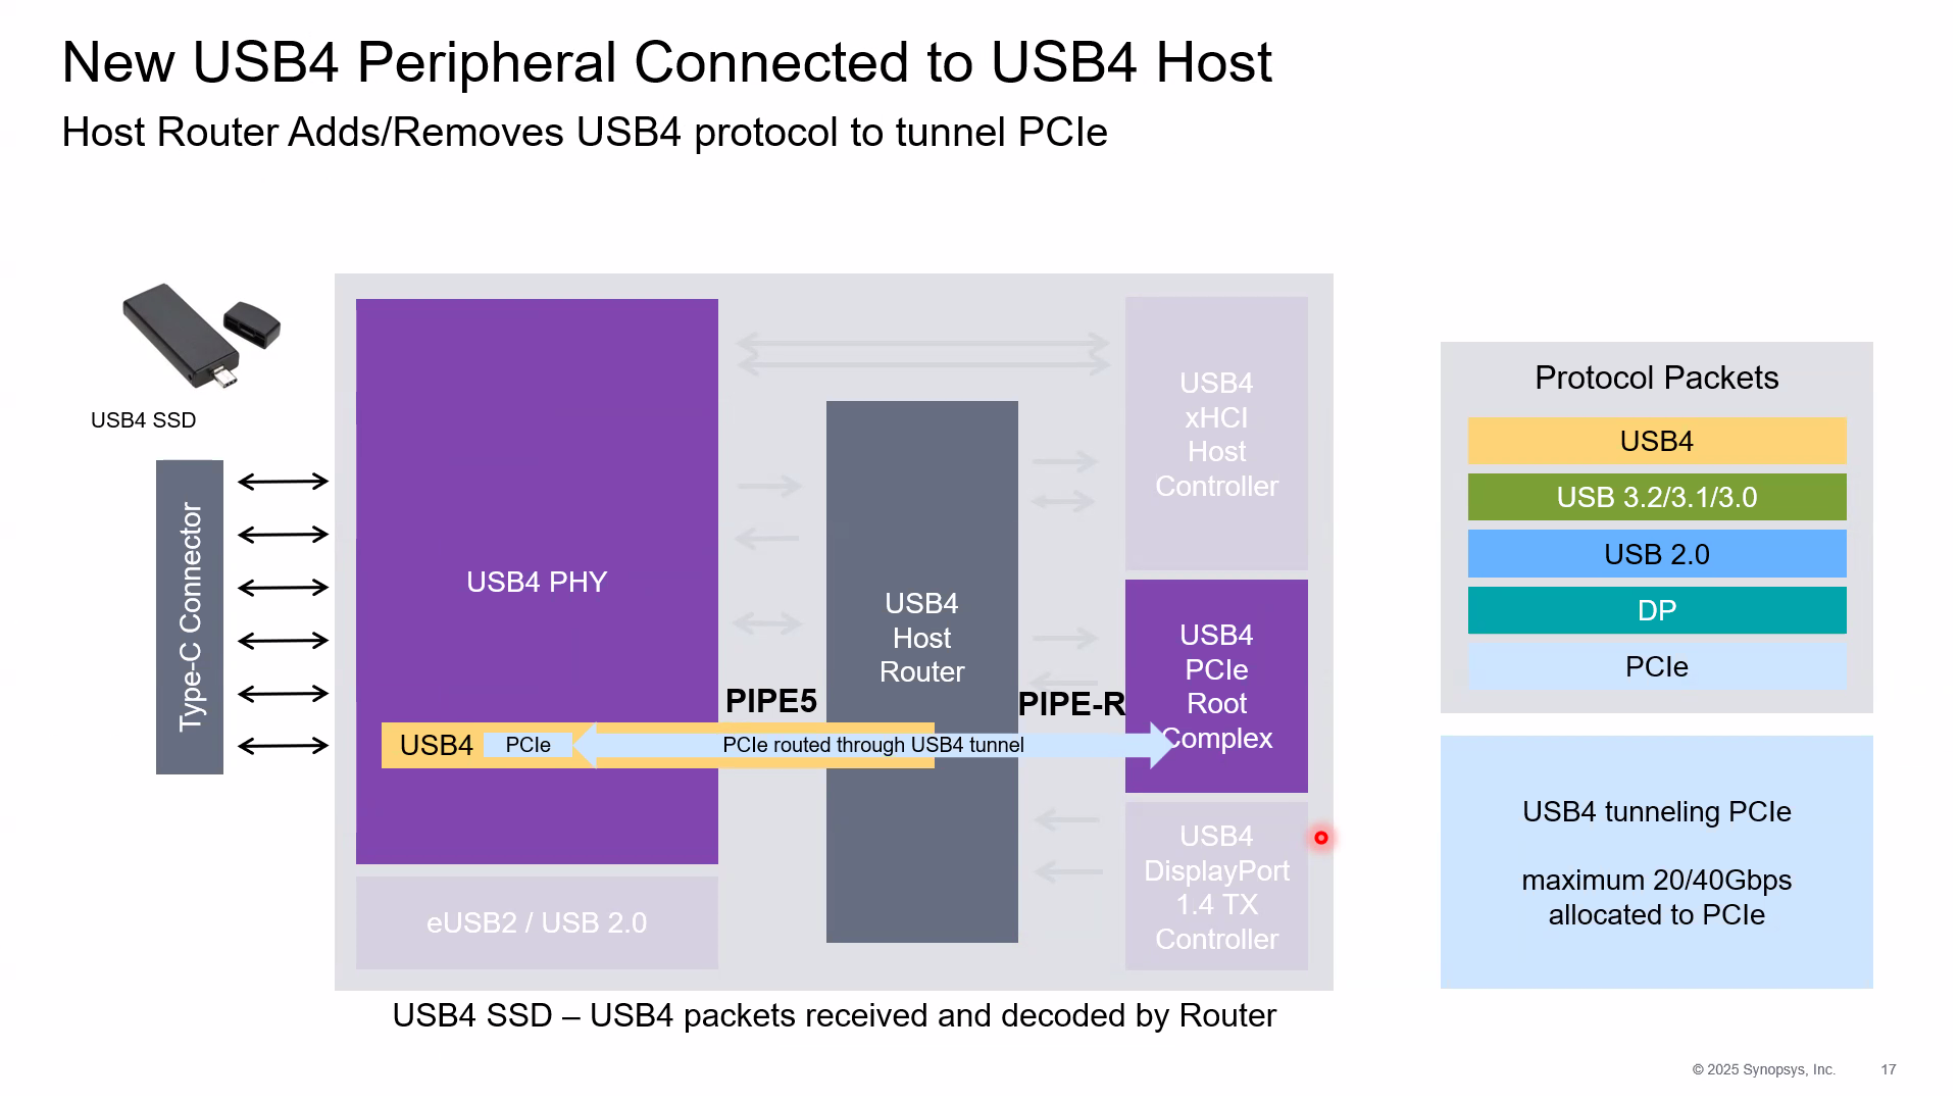 New USB4 Peripheral Connected to USB4 Host
Host Router Adds/Removes USB4 protocol to tunnel PCIe
USB4 SSD
Type-C Connector
USB4 PHY
eUSB2 / USB 2.0
PIPE5
USB4
Host
Router
PIPE-R
USB4
xHCI
Host
Controller
USB4
PCIe
Root
Complex
USB4
DisplayPort
1.4 TX
Controller
USB4
PCIe
PCIe routed through USB4 tunnel
USB4 SSD – USB4 packets received and decoded by Router
Protocol Packets
USB4
USB 3.2/3.1/3.0
USB 2.0
DP
PCIe
USB4 tunneling PCIe
maximum 20/40Gbps
allocated to PCIe
© 2025 Synopsys, Inc.
17